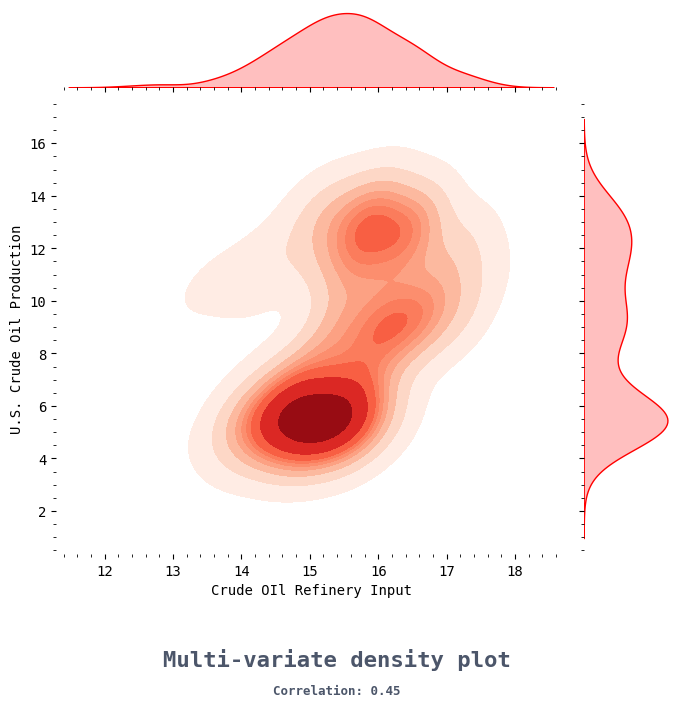 16
14
12
10
8
6
4
2
U.S. Crude Oil Production
12 13 14 15 16 17 18
Crude OIl Refinery Input
Multi-variate density plot
Correlation: 0.45